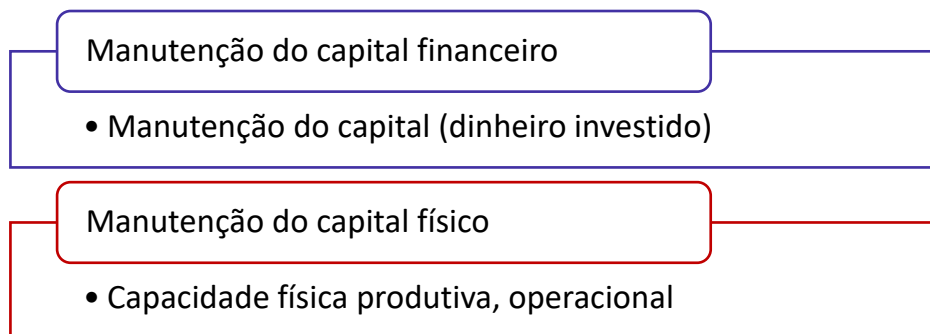 Manutenção do capital financeiro
• Manutenção do capital (dinheiro investido)
Manutenção do capital físico
• Capacidade física produtiva, operacional